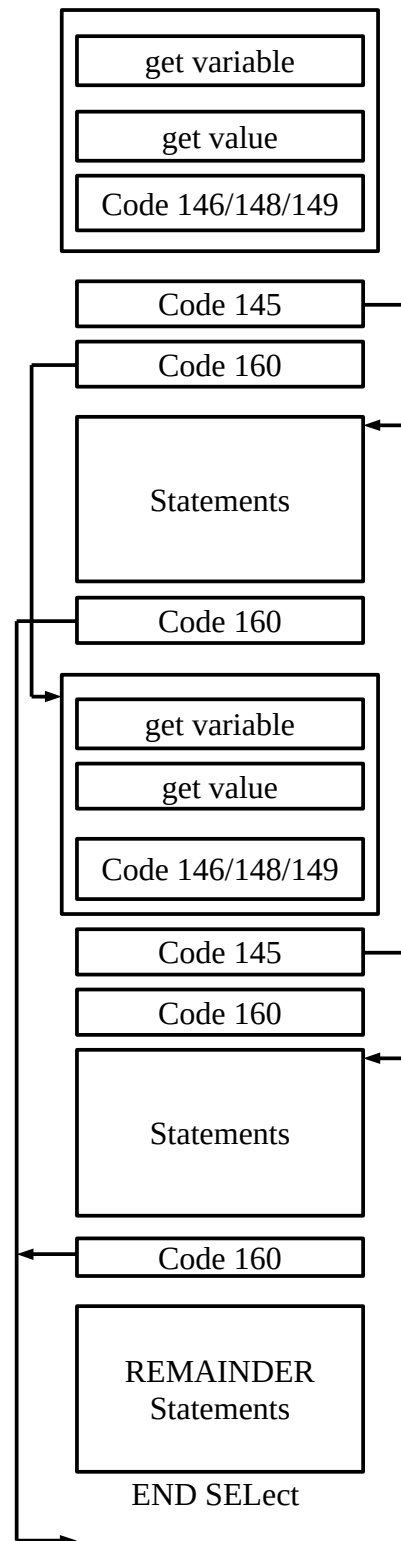 get variable
get value
Code 146/148/149
Code 145
Code 160
Statements
Code 160
get variable
get value
Code 146/148/149
Code 145
Code 160
Statements
Code 160
REMAINDER
Statements
END SELect